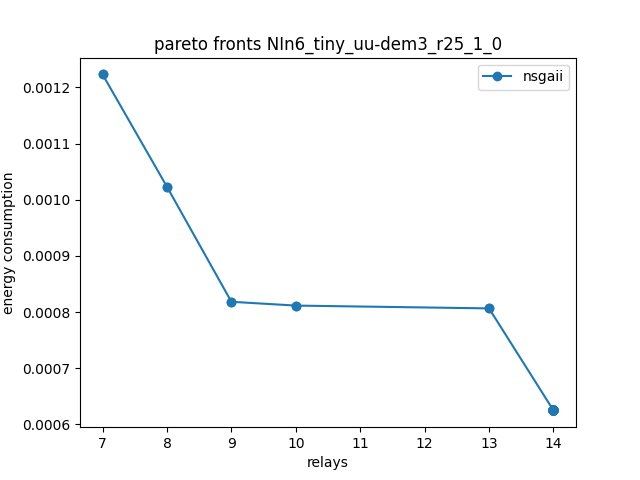 pareto fronts NIn6_tiny_uu-dem3_r25_1_0
nsgaii
0.0012
0.0011
0.0010
0.0009
0.0008
0.0007
0.0006
energy consumption
7 8 9 10 11 12 13 14
relays